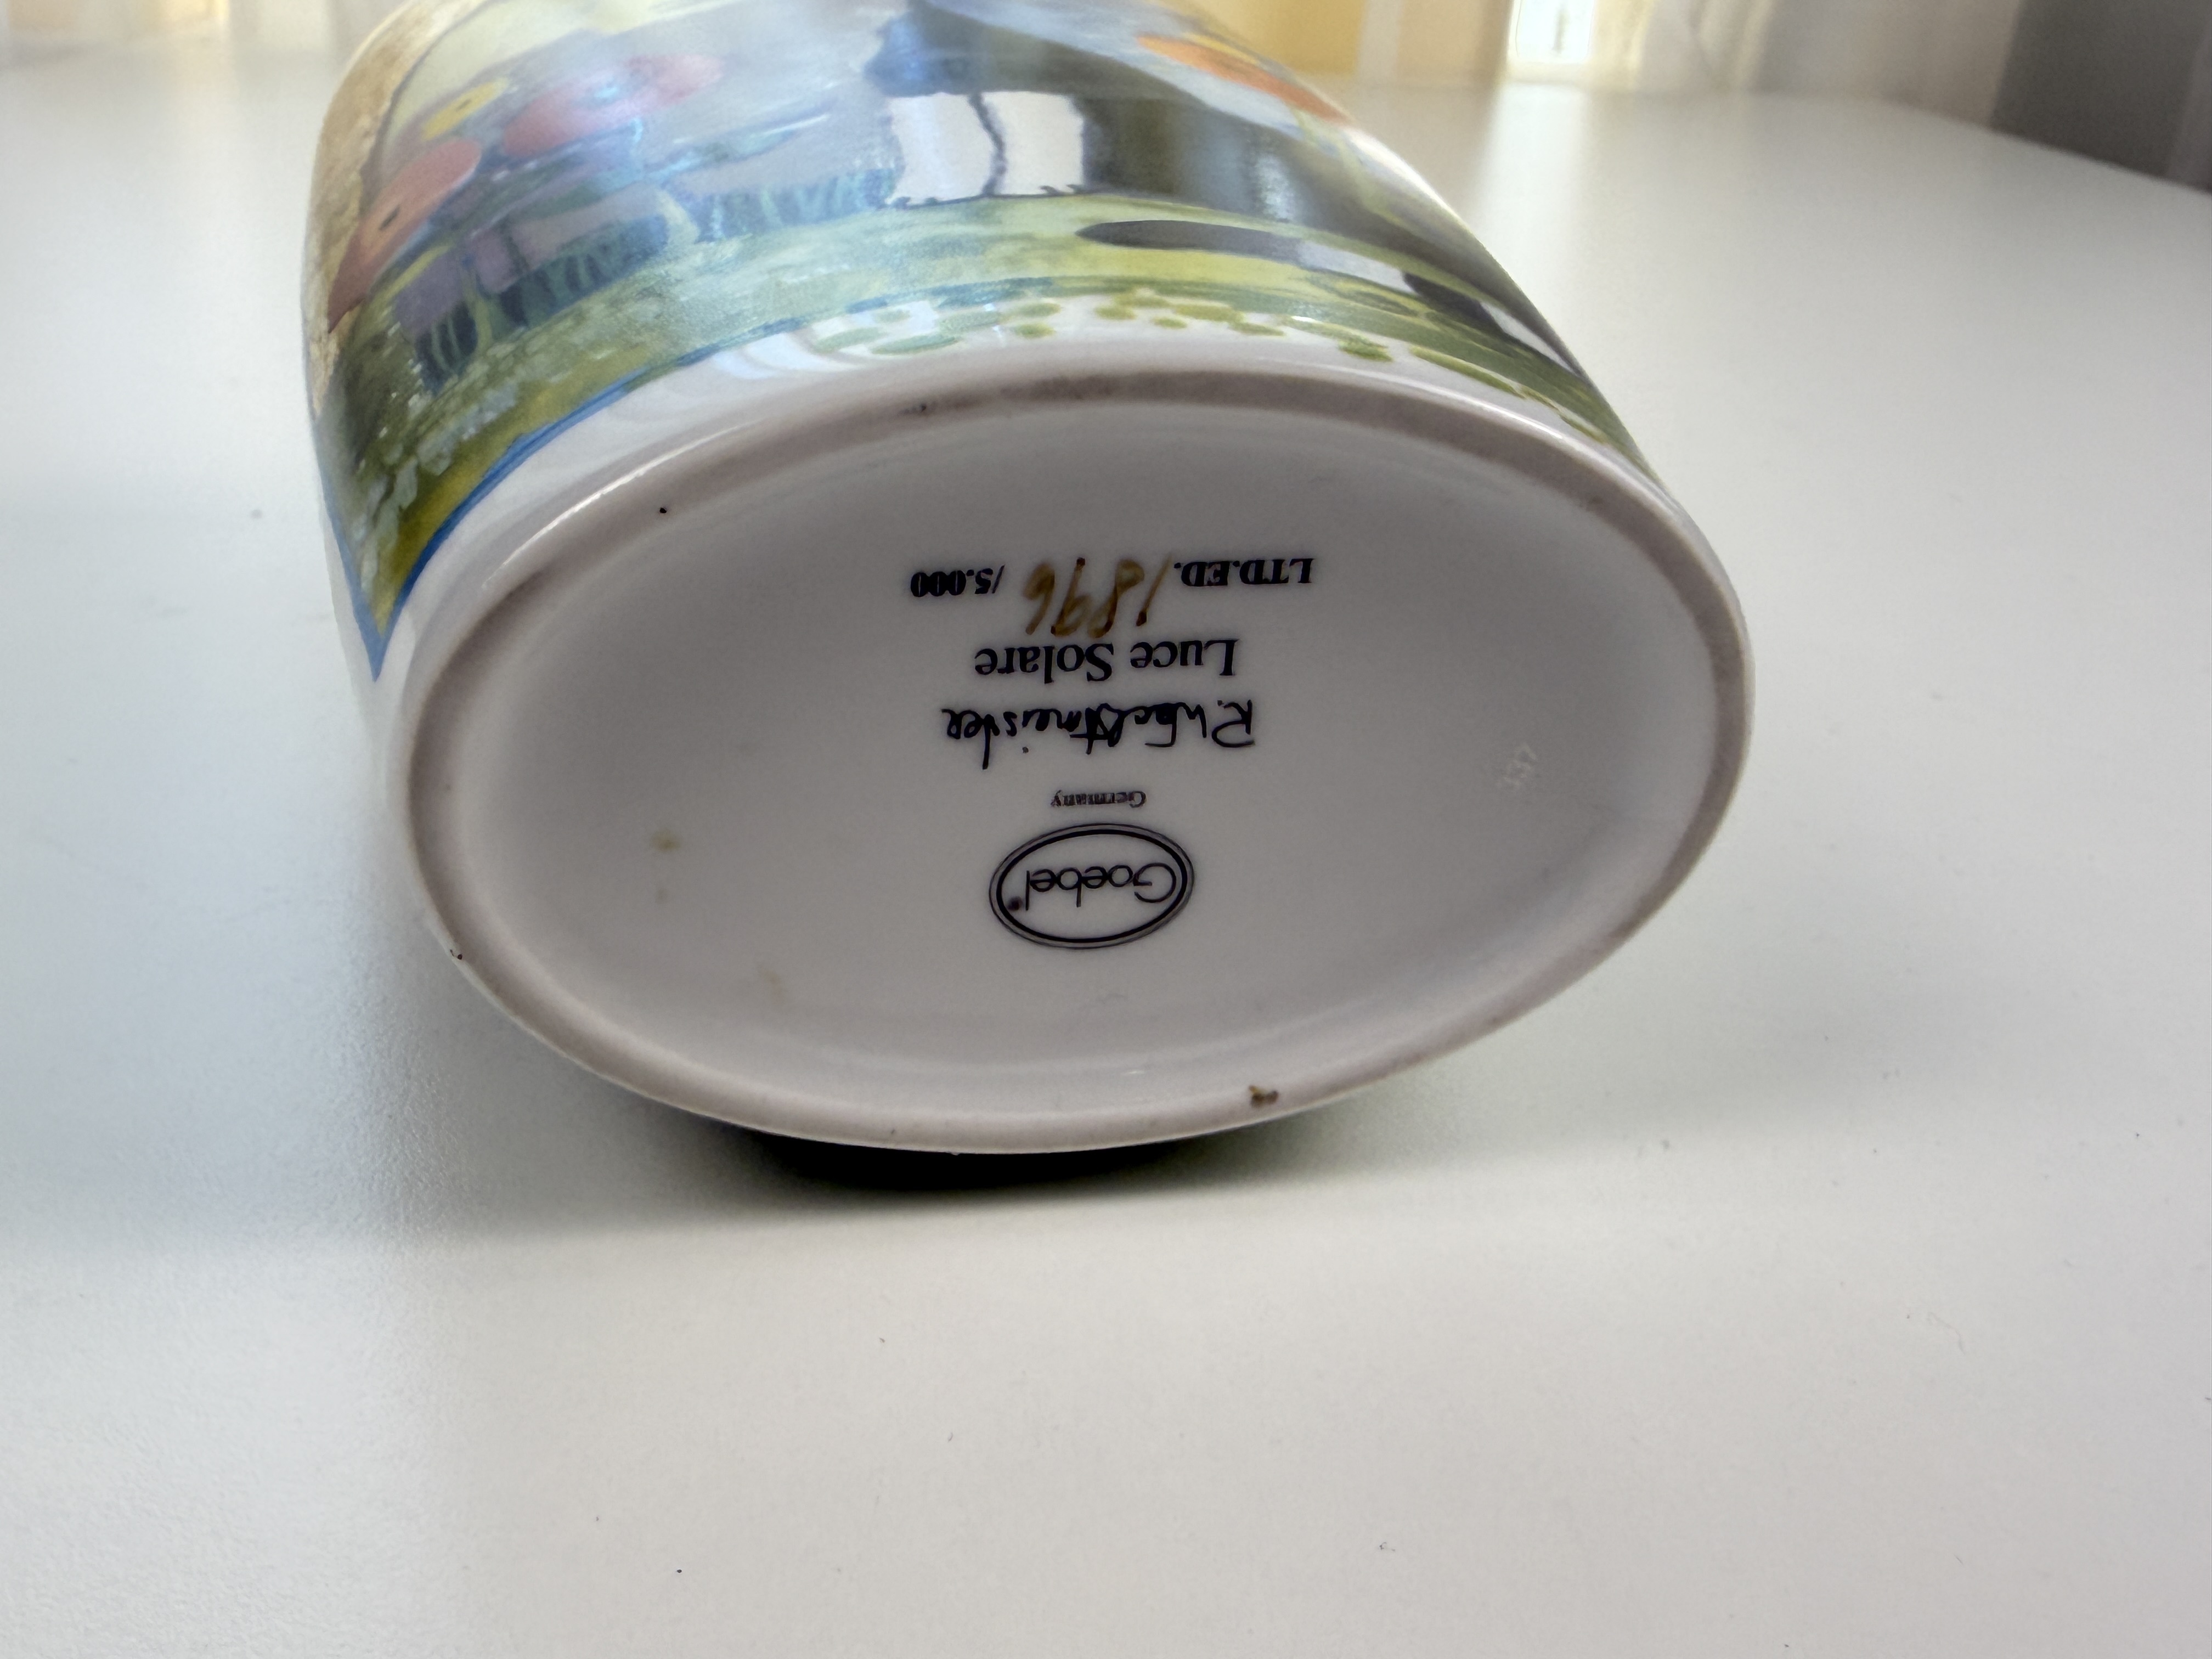 Goebel®
Germany
R. Wachtmeister
Luce Solare
LTD.ED. 1896 /5.000